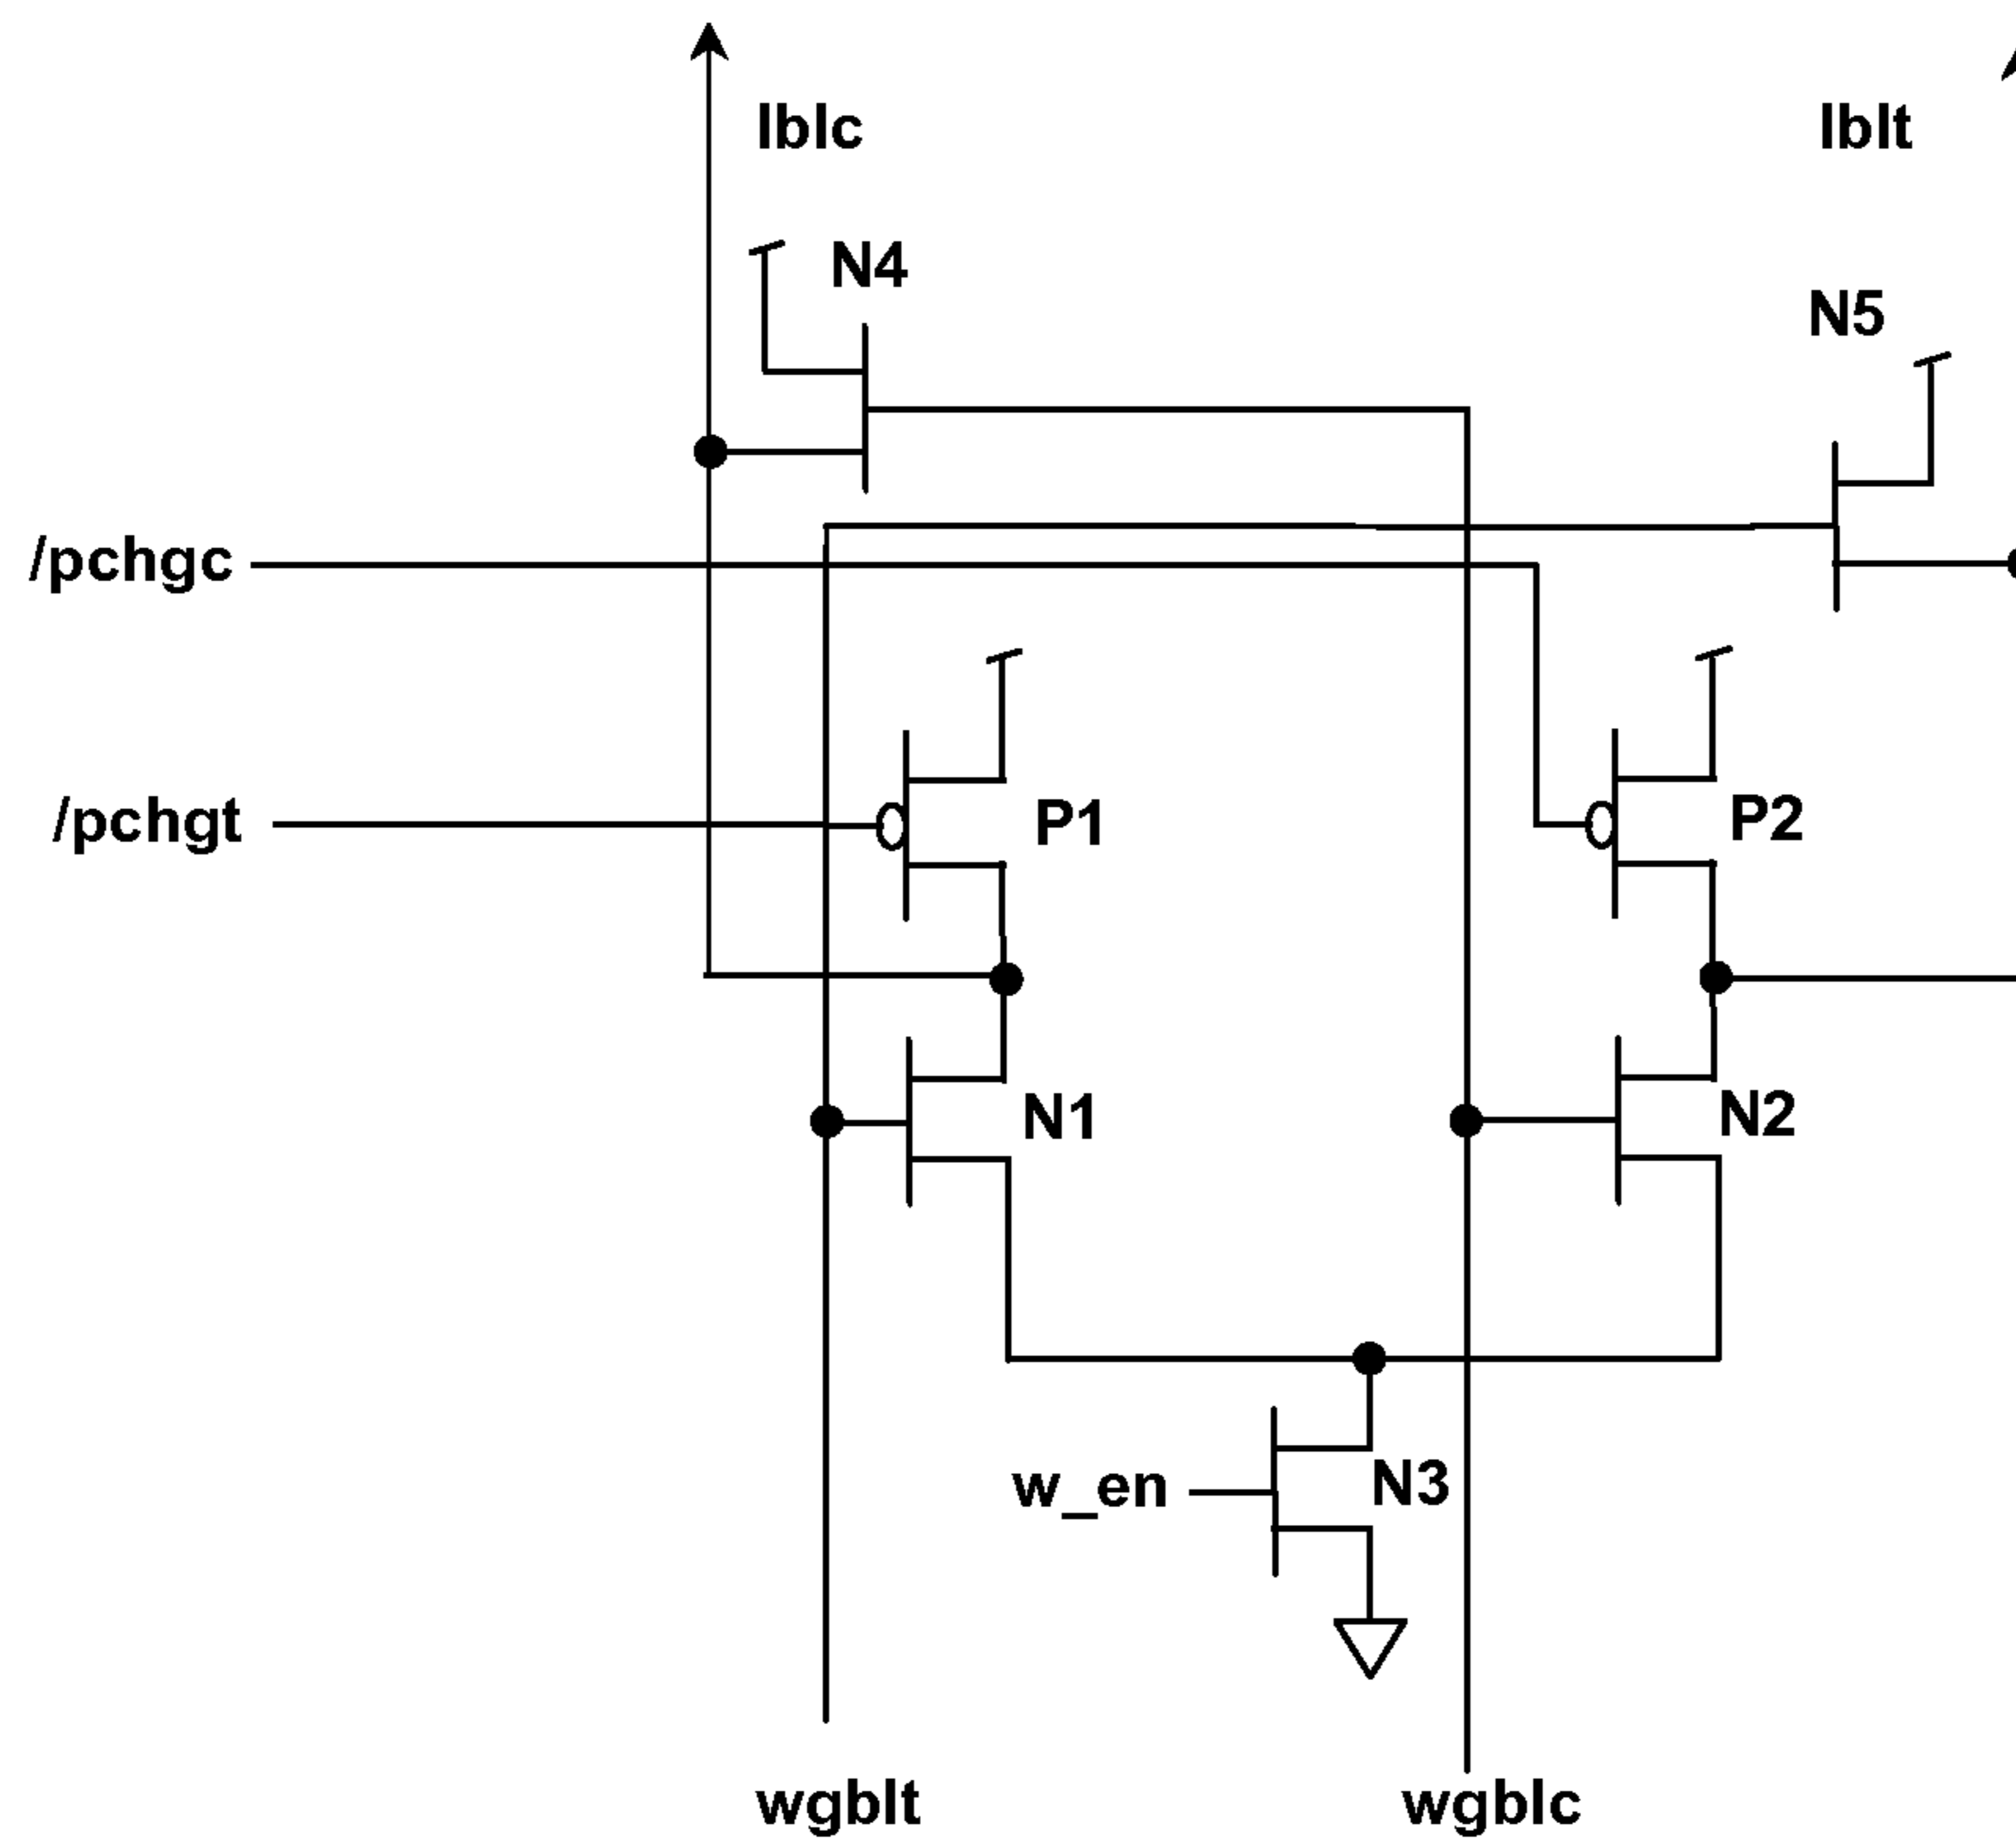 lblc
lblt
N4
N5
/pchgc
/pchgt
P1
P2
N1
N2
w_en
N3
wgblt
wgblc